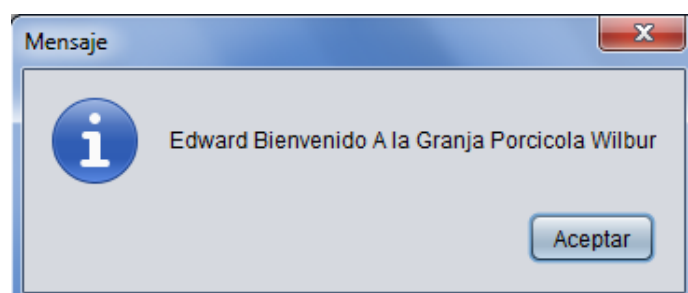 Mensaje
Edward Bienvenido A la Granja Porcicola Wilbur
Aceptar